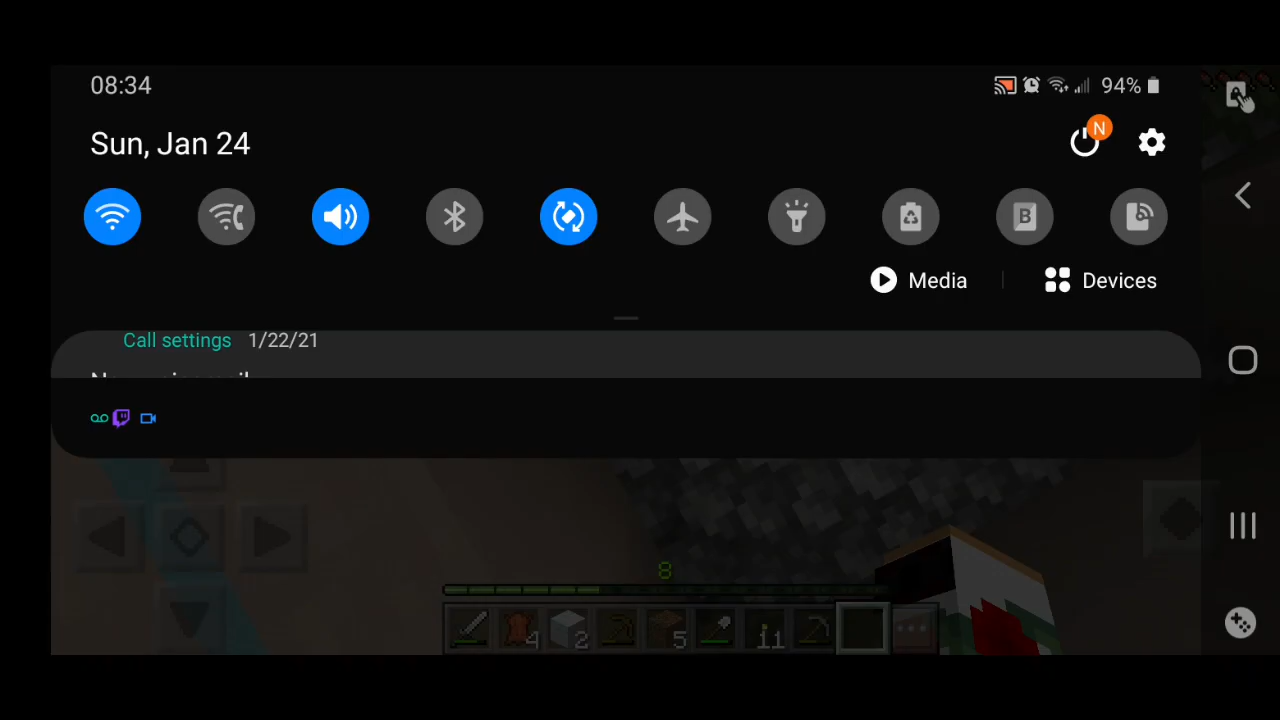 08:34
94%
Sun, Jan 24
N
B
Media
Devices
Call settings 1/22/21
8
4
2
5
11